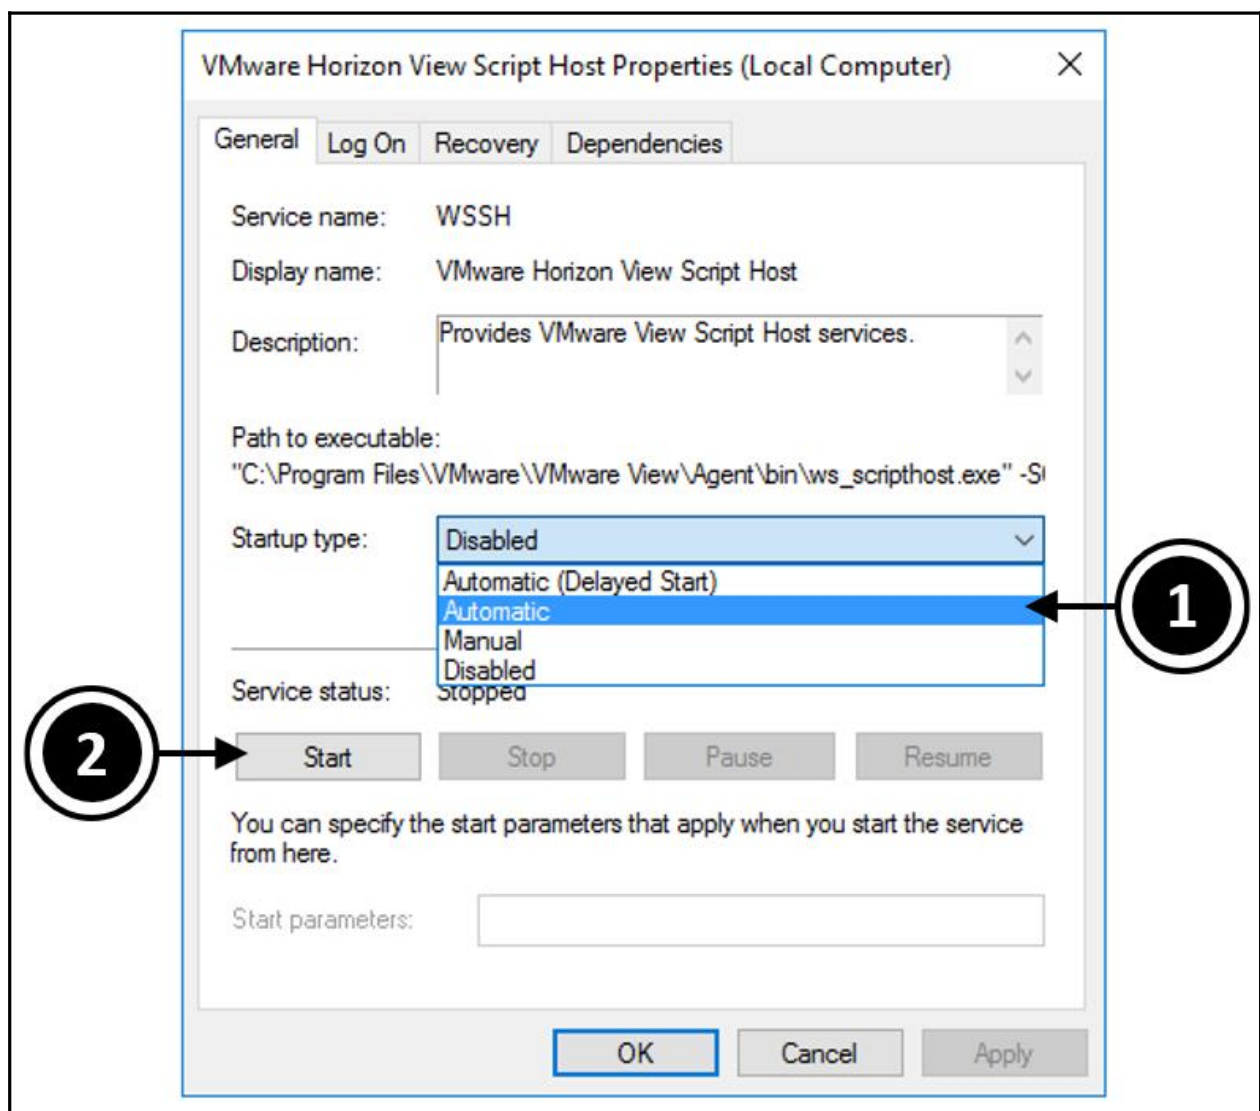 VMware Horizon View Script Host Properties (Local Computer)
General Log On Recovery Dependencies
Service name: WSSH
Display name: VMware Horizon View Script Host
Description: Provides VMware View Script Host services.
Path to executable:
"C:\Program Files\VMware\VMware View\Agent\bin\ws_scripthost.exe" -S
Startup type: Disabled
Automatic (Delayed Start)
Automatic
1
Manual
Disabled
Service status: Stopped
2
Start Stop Pause Resume
You can specify the start parameters that apply when you start the service
from here.
Start parameters:
OK Cancel Apply